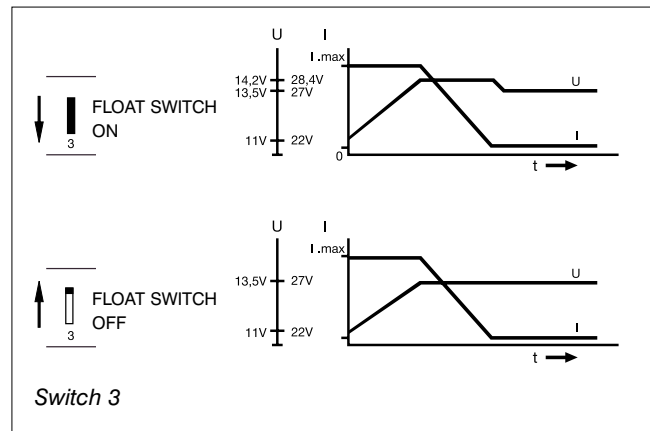 U I
I.max
14,2V 28,4V
13,5V 27V
11V 22V
0
U
I
t
FLOAT SWITCH
ON
3
U I
I.max
13,5V 27V
11V 22V
U
I
t
FLOAT SWITCH
OFF
3
Switch 3